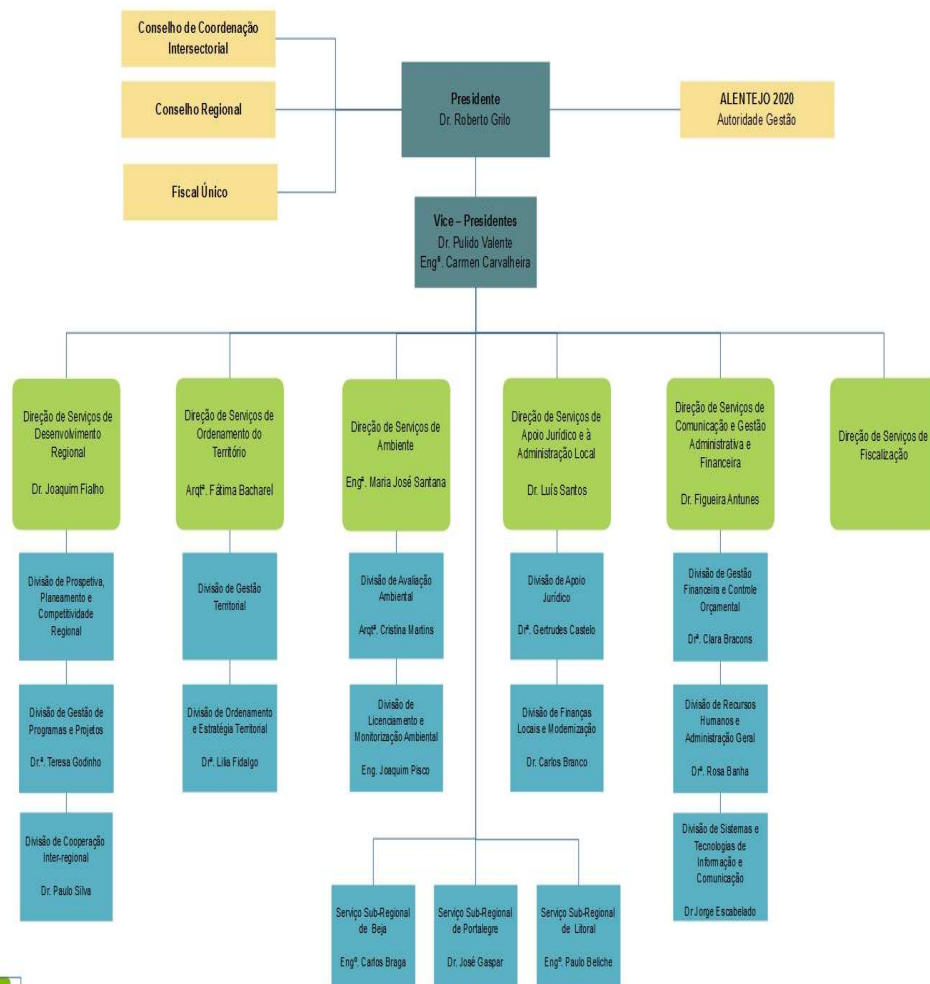 Conselho de Coordenação
Intersectorial
Conselho Regional
Fiscal Único
Presidente
Dr. Roberto Grilo
ALENTEJO 2020
Autoridade Gestão
Vice – Presidentes
Dr. Pulido Valente
Engª. Carmen Carvalheira
Direção de Serviços de
Desenvolvimento
Regional
Dr. Joaquim Fialho
Direção de Serviços de
Ordenamento do
Território
Arqtª. Fátima Bacharel
Direção de Serviços de
Ambiente
Engª. Maria José Santana
Direção de Serviços de
Apoio Jurídico e à
Administração Local
Dr. Luís Santos
Direção de Serviços de
Comunicação e Gestão
Administrativa e
Financeira
Dr. Figueira Antunes
Direção de Serviços de
Fiscalização
Divisão de Prospetiva,
Planeamento e
Competitividade
Regional
Divisão de Gestão
Territorial
Divisão de Avaliação
Ambiental
Arqtª. Cristina Martins
Divisão de Apoio
Jurídico
Drª. Gertrudes Castelo
Divisão de Gestão
Financeira e Controle
Orçamental
Drª. Clara Bracons
Divisão de Gestão de
Programas e Projetos
Dr.ª. Teresa Godinho
Divisão de Ordenamento
e Estratégia Territorial
Drª. Lilia Fidalgo
Divisão de
Licenciamento e
Monitorização Ambiental
Eng. Joaquim Pisco
Divisão de Finanças
Locais e Modernização
Dr. Carlos Branco
Divisão de Recursos
Humanos e
Administração Geral
Drª. Rosa Banha
Divisão de Cooperação
Inter-regional
Dr. Paulo Silva
Divisão de Sistemas e
Tecnologias de
Informação e
Comunicação
Dr Jorge Escabelado
Serviço Sub-Regional
de Beja
Engº. Carlos Braga
Serviço Sub-Regional
de Portalegre
Dr. José Gaspar
Serviço Sub-Regional
de Litoral
Engº. Paulo Beliche